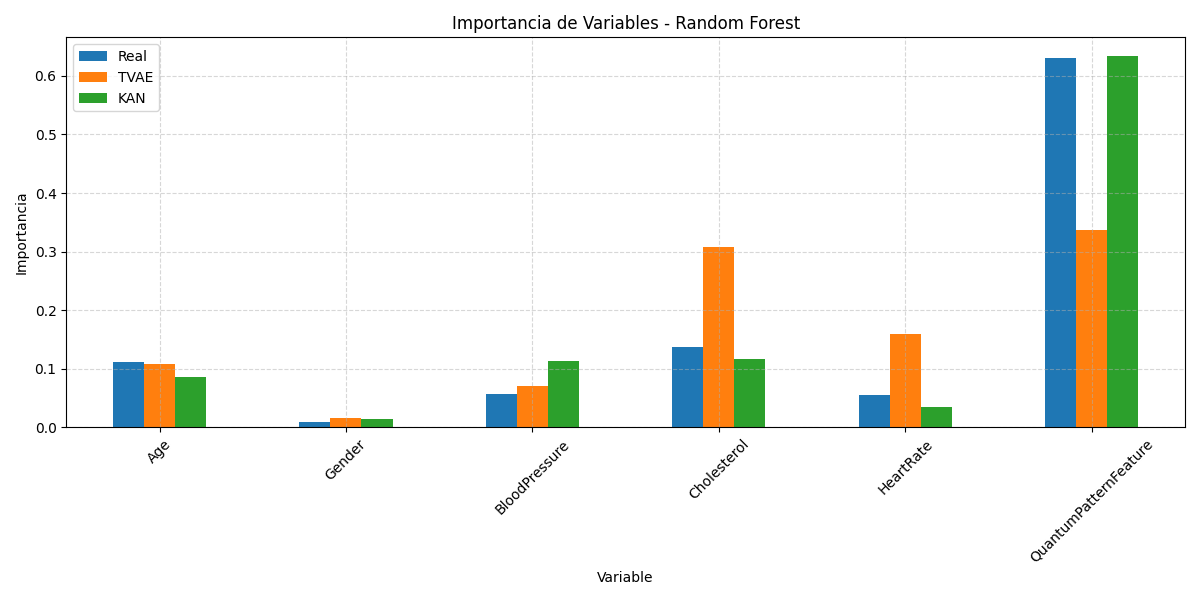 Importancia de Variables - Random Forest
Real
TVAE
KAN
Importancia
0.6
0.5
0.4
0.3
0.2
0.1
0.0
Age
Gender
BloodPressure
Cholesterol
HeartRate
QuantumPatternFeature
Variable